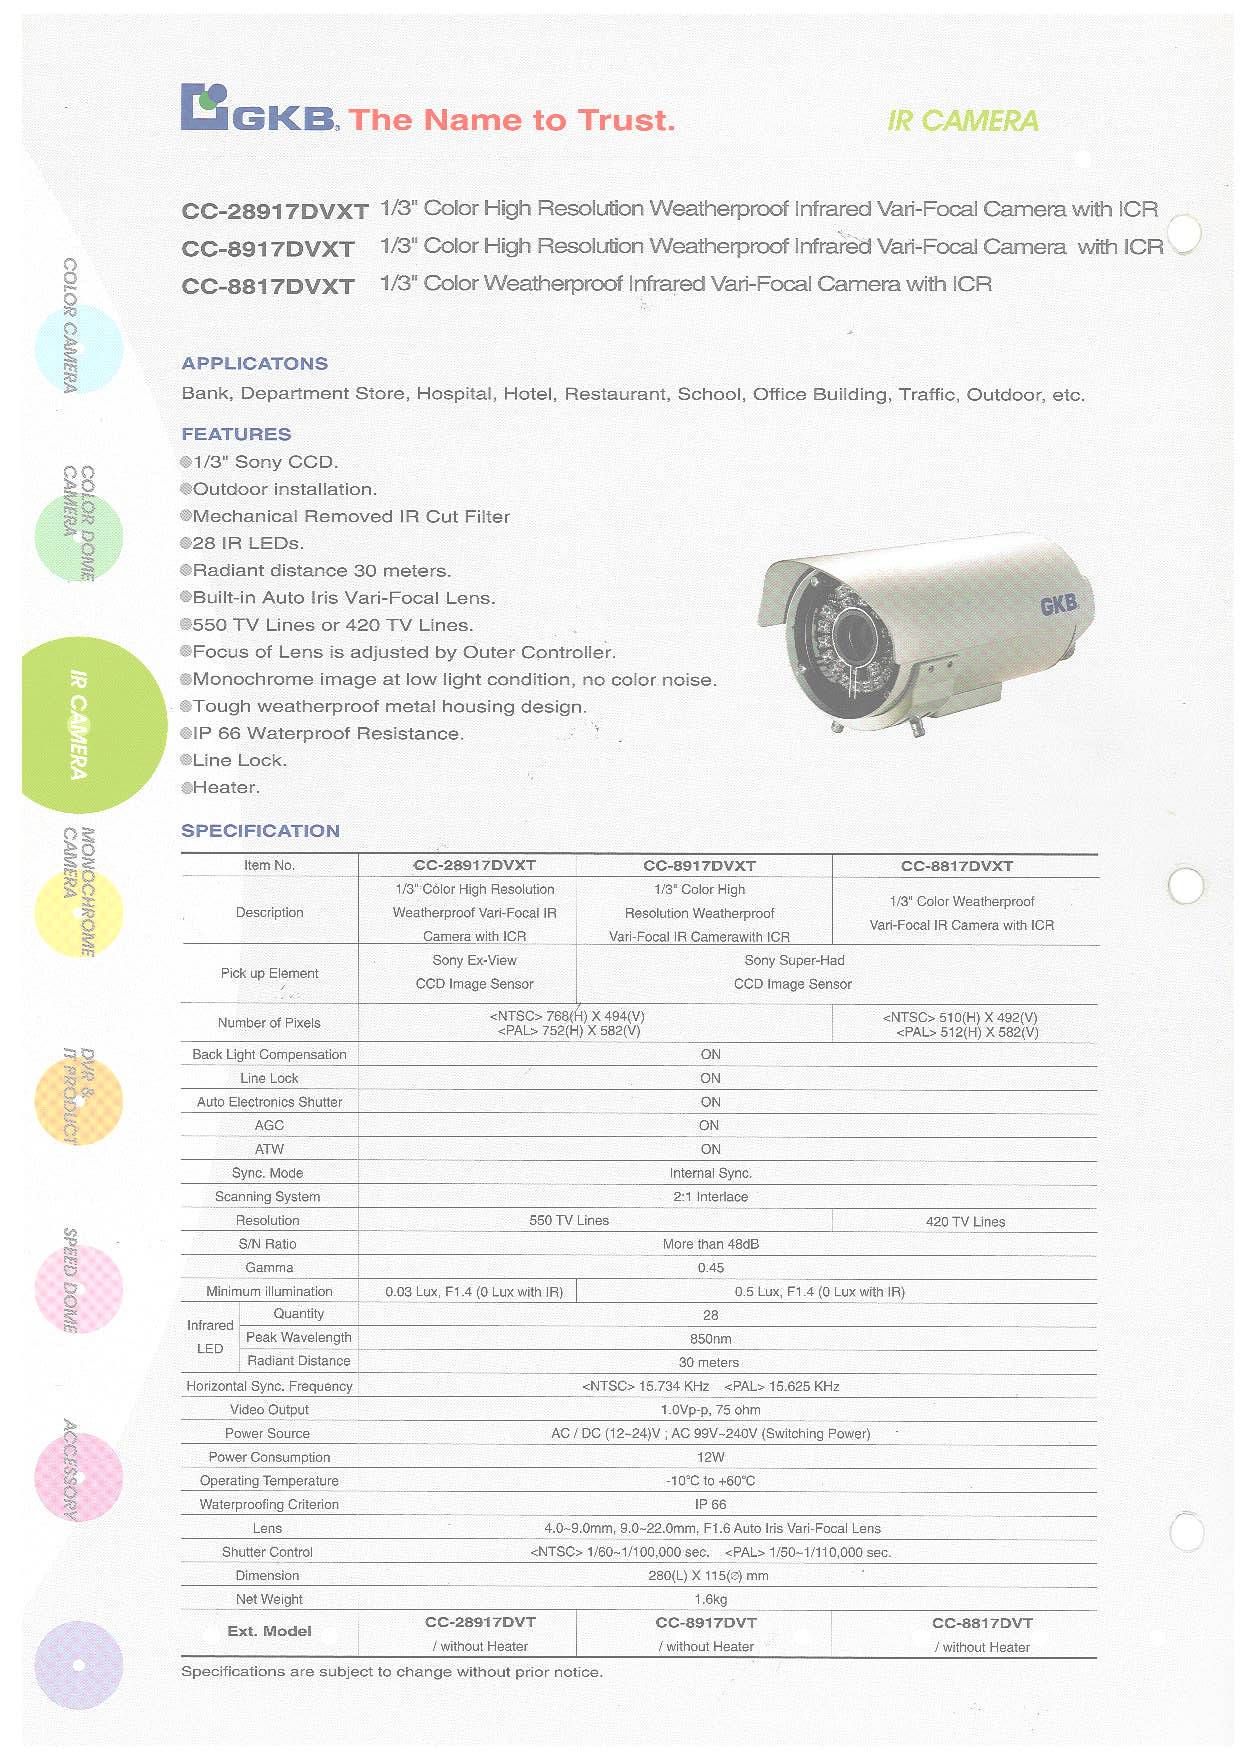 GKB® The Name to Trust.
IR CAMERA
CC-28917DVXT 1/3" Color High Resolution Weatherproof Infrared Vari-Focal Camera with ICR
CC-8917DVXT 1/3" Color High Resolution Weatherproof Infrared Vari-Focal Camera with ICR
CC-8817DVXT 1/3" Color Weatherproof Infrared Vari-Focal Camera with ICR
COLOR CAMERA
COLOR DOME
CAMERA
IR CAMERA
MONOCHROME
CAMERA
DVR &
IT PRODUCT
SPEED DOME
ACCESSORY
APPLICATONS
Bank, Department Store, Hospital, Hotel, Restaurant, School, Office Building, Traffic, Outdoor, etc.
FEATURES
●1/3" Sony CCD.
●Outdoor installation.
●Mechanical Removed IR Cut Filter
●28 IR LEDs.
●Radiant distance 30 meters.
●Built-in Auto Iris Vari-Focal Lens.
●550 TV Lines or 420 TV Lines.
●Focus of Lens is adjusted by Outer Controller.
●Monochrome image at low light condition, no color noise.
●Tough weatherproof metal housing design.
●IP 66 Waterproof Resistance.
●Line Lock.
●Heater.
GKB
SPECIFICATION
Item No. CC-28917DVXT CC-8917DVXT CC-8817DVXT
Description
1/3" Color High Resolution
Weatherproof Vari-Focal IR
Camera with ICR
1/3" Color High
Resolution Weatherproof
Vari-Focal IR Camerawith ICR
1/3" Color Weatherproof
Vari-Focal IR Camera with ICR
Pick up Element
Sony Ex-View
CCD Image Sensor
Sony Super-Had
CCD Image Sensor
Number of Pixels
<NTSC> 768(H) X 494(V)
<PAL> 752(H) X 582(V)
<NTSC> 510(H) X 492(V)
<PAL> 512(H) X 582(V)
Back Light Compensation ON
Line Lock ON
Auto Electronics Shutter ON
AGC ON
ATW ON
Sync. Mode Internal Sync.
Scanning System 2:1 Interlace
Resolution 550 TV Lines 420 TV Lines
S/N Ratio More than 48dB
Gamma 0.45
Minimum illumination 0.03 Lux, F1.4 (0 Lux with IR) 0.5 Lux, F1.4 (0 Lux with IR)
Infrared
LED
Quantity 28
Peak Wavelength 850nm
Radiant Distance 30 meters
Horizontal Sync. Frequency <NTSC> 15.734 KHz <PAL> 15.625 KHz
Video Output 1.0Vp-p, 75 ohm
Power Source AC / DC (12~24)V ; AC 99V~240V (Switching Power)
Power Consumption 12W
Operating Temperature -10°C to +60°C
Waterproofing Criterion IP 66
Lens 4.0~9.0mm, 9.0~22.0mm, F1.6 Auto Iris Vari-Focal Lens
Shutter Control <NTSC> 1/60~1/100,000 sec. <PAL> 1/50~1/110,000 sec.
Dimension 280(L) X 115(∅) mm
Net Weight 1.6kg
Ext. Model
CC-28917DVT
/ without Heater
CC-8917DVT
/ without Heater
CC-8817DVT
/ without Heater
Specifications are subject to change without prior notice.